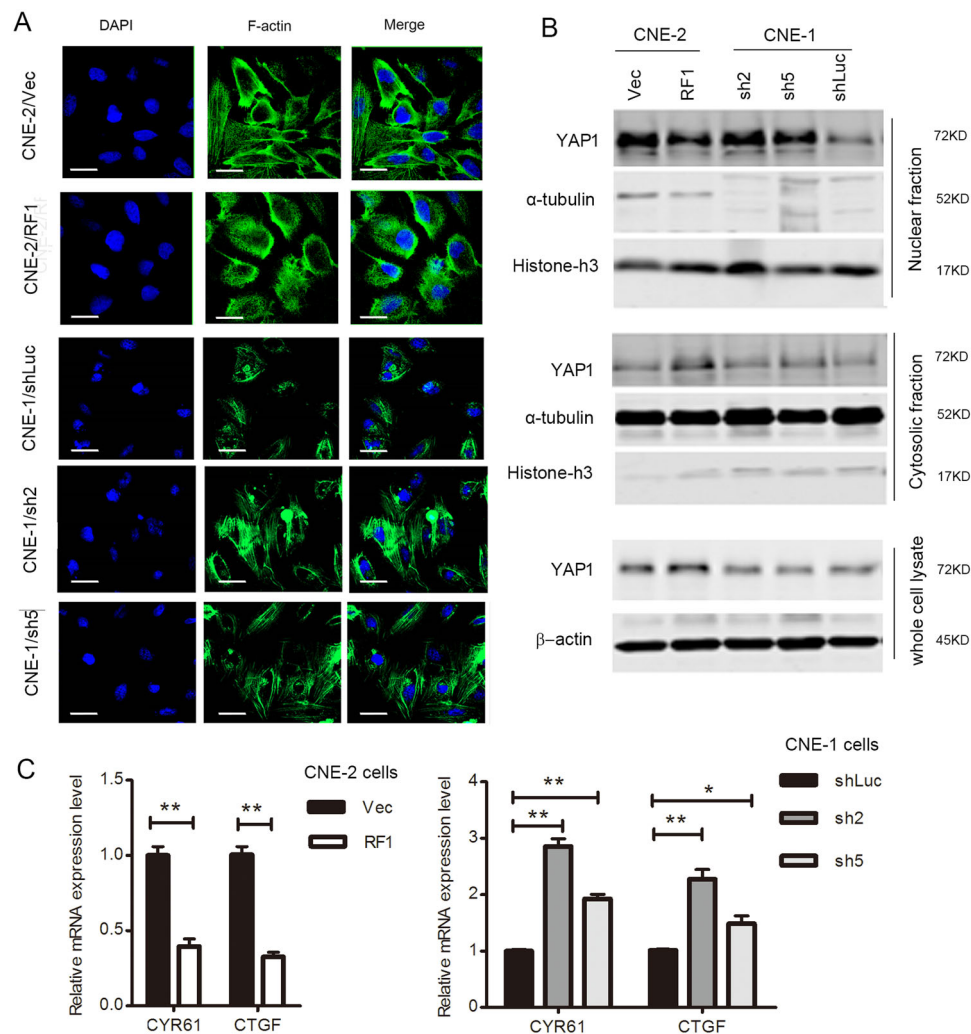 A
DAPI
F-actin
Merge
CNE-2/Vec
CNE-2/RF1
CNE-1/shLuc
CNE-1/sh2
CNE-1/sh5
B
CNE-2
CNE-1
Vec
RF1
sh2
sh5
shLuc
YAP1
72KD
α-tubulin
52KD
Histone-h3
17KD
Nuclear fraction
YAP1
72KD
α-tubulin
52KD
Histone-h3
17KD
Cytosolic fraction
YAP1
72KD
β-actin
45KD
whole cell lysate
C
Relative mRNA expression level
1.5
1.0
0.5
0.0
**
**
CYR61
CTGF
CNE-2 cells
Vec
RF1
Relative mRNA expression level
4
3
2
1
0
**
**
*
**
CYR61
CTGF
CNE-1 cells
shLuc
sh2
sh5